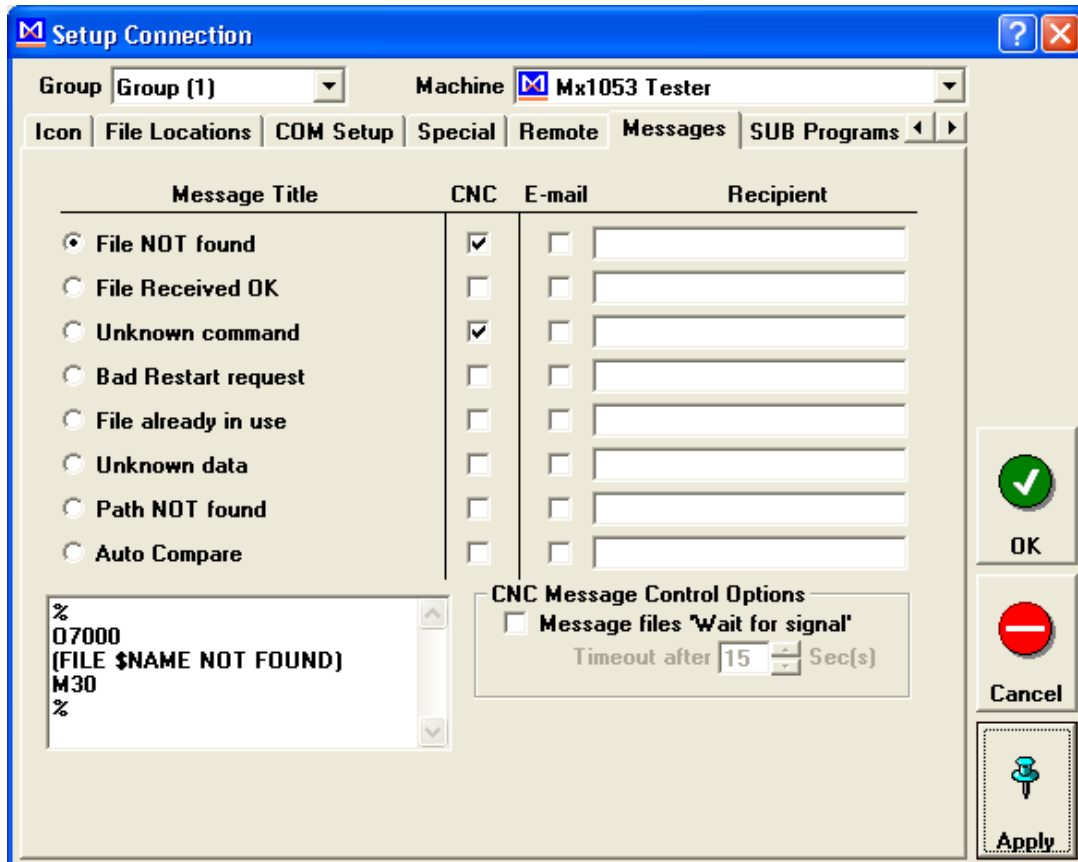 Setup Connection
Group Group (1) Machine Mx1053 Tester
Icon File Locations COM Setup Special Remote Messages SUB Programs
Message Title CNC E-mail Recipient
File NOT found
File Received OK
Unknown command
Bad Restart request
File already in use
Unknown data
Path NOT found
Auto Compare
%
O7000
(FILE $NAME NOT FOUND)
M30
%
CNC Message Control Options
Message files 'Wait for signal'
Timeout after 15 Sec(s)
OK
Cancel
Apply